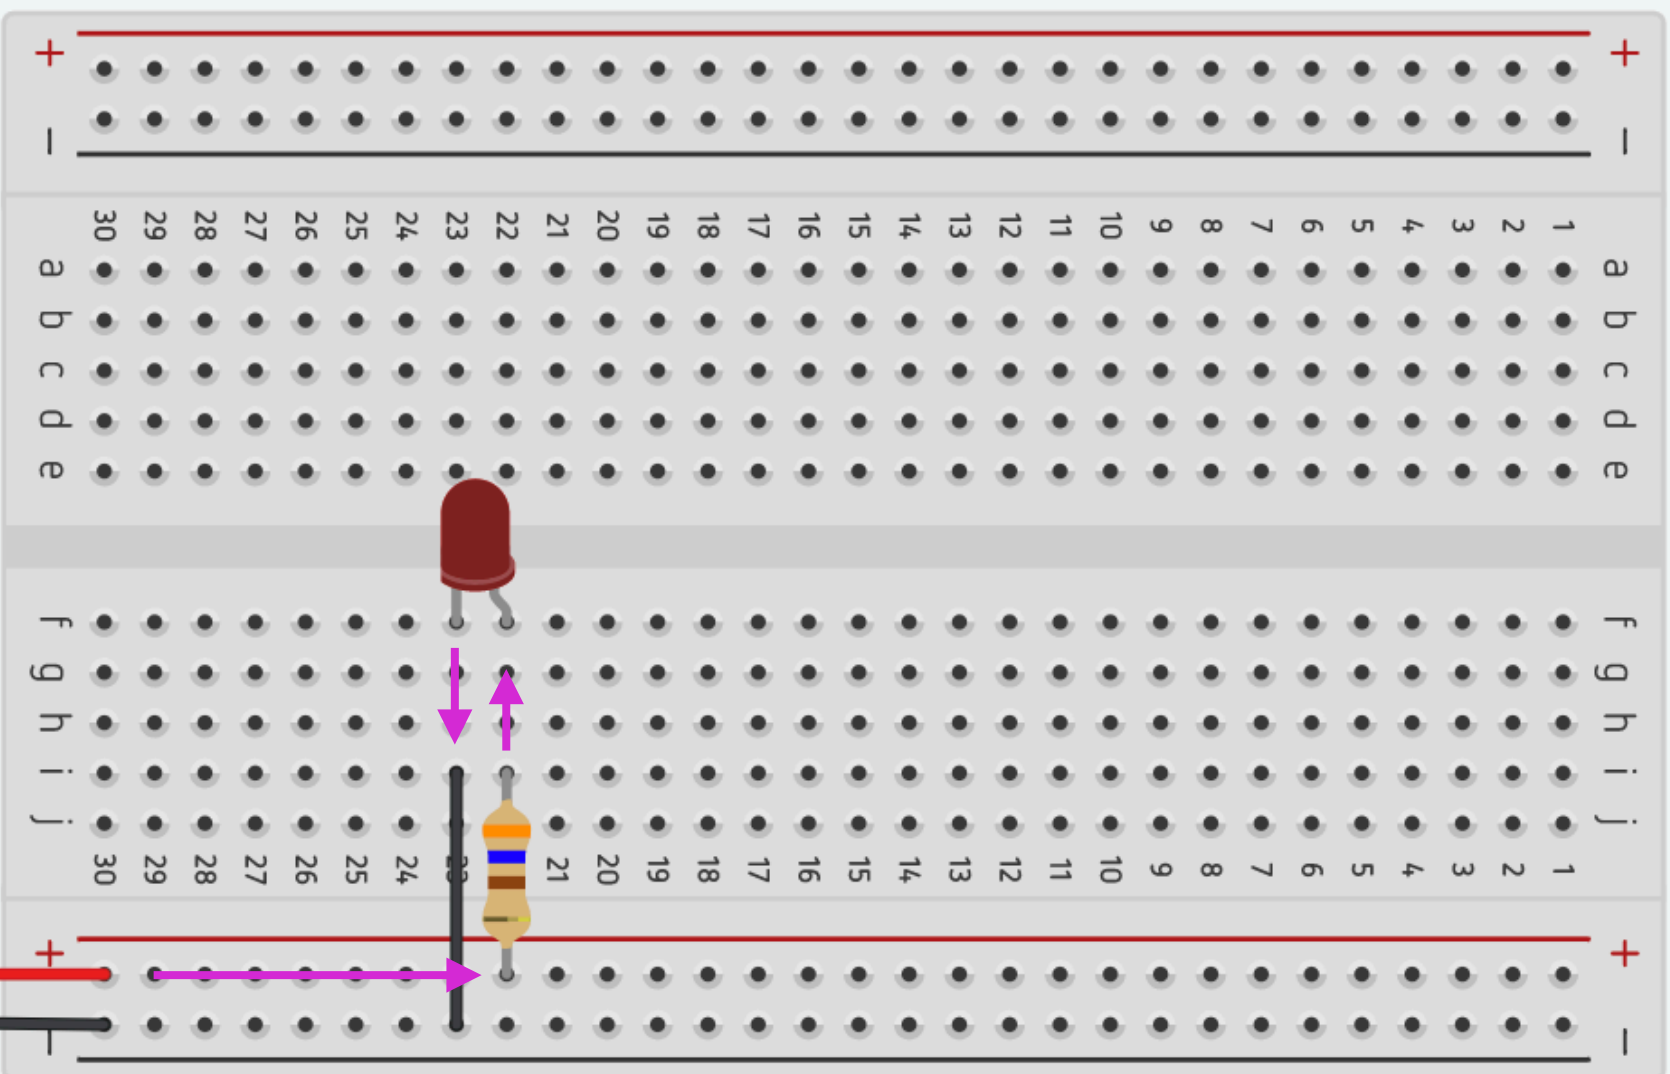 + +
– –
30 29 28 27 26 25 24 23 22 21 20 19 18 17 16 15 14 13 12 11 10 9 8 7 6 5 4 3 2 1
a a
b b
c c
d d
e e
f f
g g
h h
i i
j j
30 29 28 27 26 25 24 21 20 19 18 17 16 15 14 13 12 11 10 9 8 7 6 5 4 3 2 1
+ +
– –